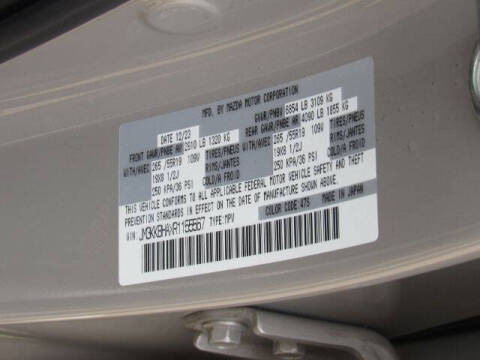 MFD. BY MAZDA MOTOR CORPORATION
DATE 12/23 GVWR/PNBV 6854 LB 3109 KG
FRONT GAWR/PNBE AV 2910 LB 1320 KG REAR GAWR/PNBE AR 4090 LB 1855 KG
WITH/AVEC 265 /55R19 109V TIRES/PNEUS WITH/AVEC 265 /55R19 109V TIRES/PNEUS
19X8 1/2J RIMS/JANTES 19X8 1/2J RIMS/JANTES
250 KPA/36 PSI COLD/A FROID 250 KPA/36 PSI COLD/A FROID
THIS VEHICLE CONFORMS TO ALL APPLICABLE FEDERAL MOTOR VEHICLE SAFETY AND THEFT
PREVENTION STANDARDS IN EFFECT ON THE DATE OF MANUFACTURE SHOWN ABOVE.
VIN: JM3KKBHAXR1155567 TYPE: MPV COLOR CODE 47S MADE IN JAPAN